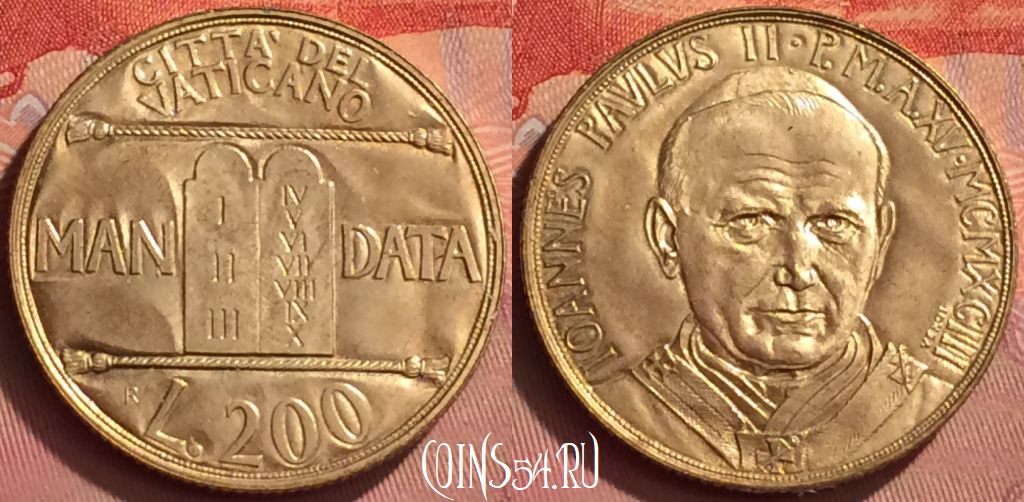 CITTA' DEL
VATICANO
MAN DATA
I
II
III
IV
V
VI
VII
VIII
IX
X
R
L. 200
IOANNES PAVLVS II · P. M. A. XV · MCMXCIII
COINS54.RU